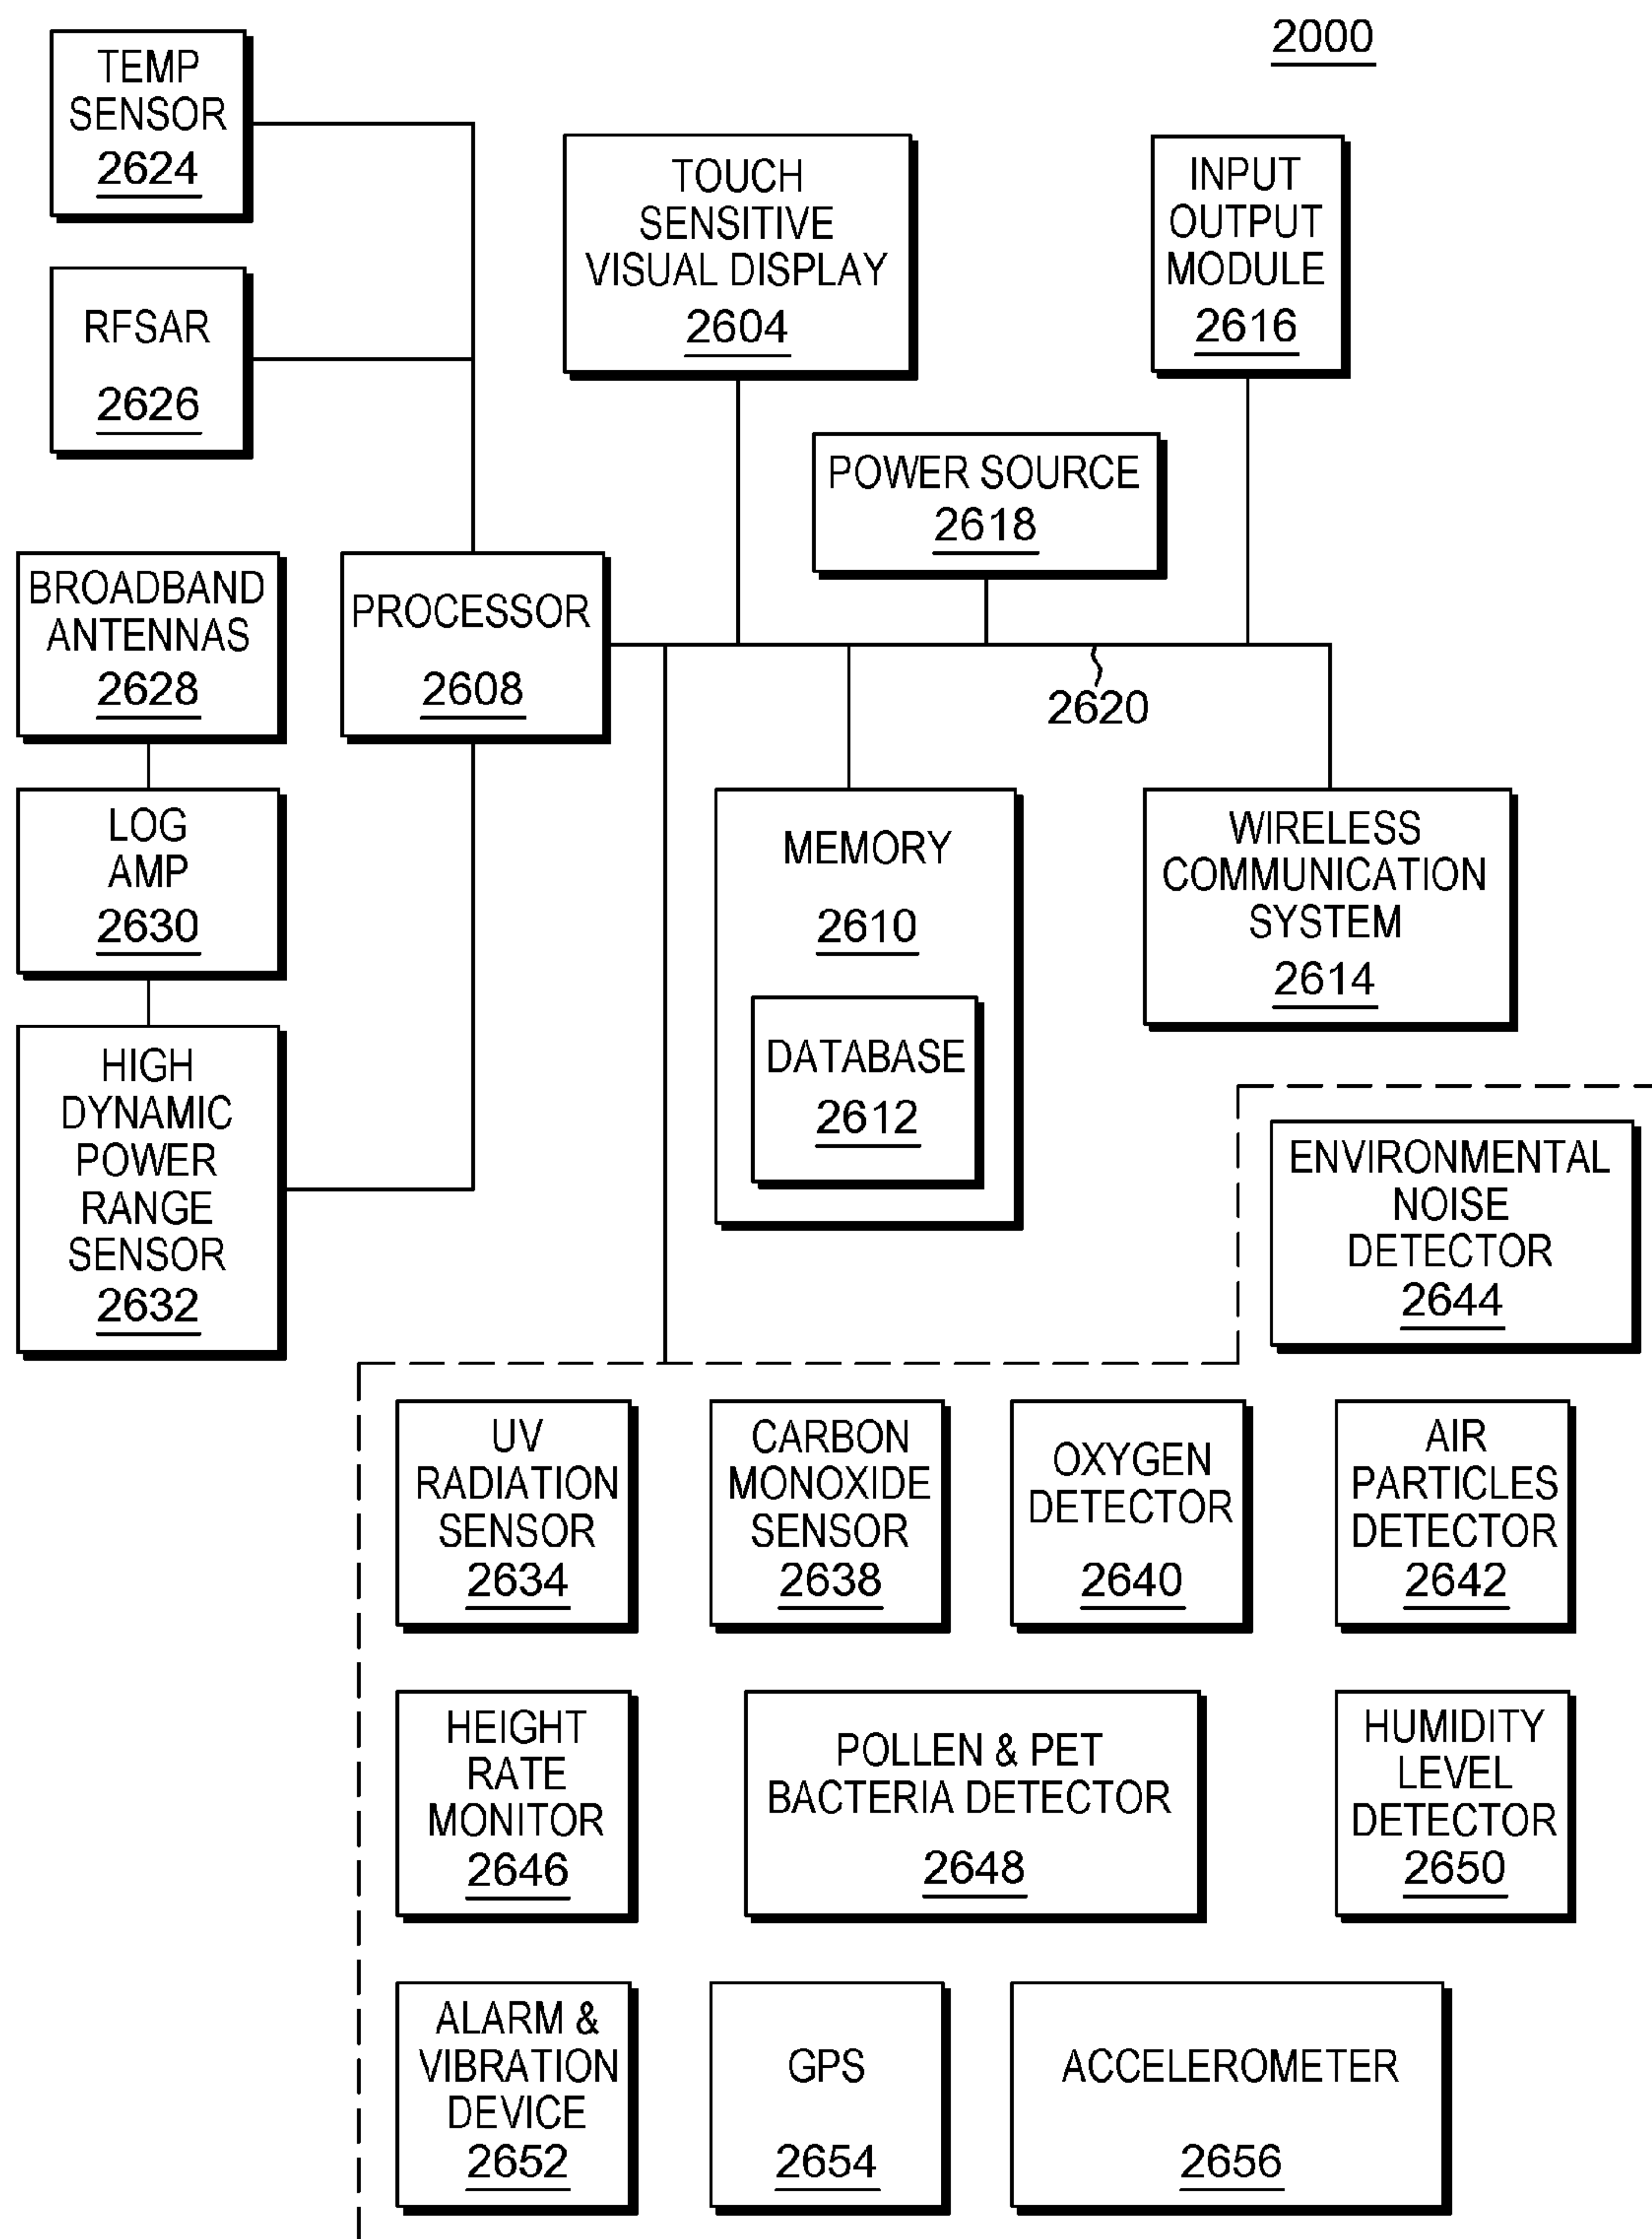 2000
TEMP
SENSOR
2624
TOUCH
SENSITIVE
VISUAL DISPLAY
2604
INPUT
OUTPUT
MODULE
2616
RFSAR
2626
POWER SOURCE
2618
BROADBAND
ANTENNAS
2628
PROCESSOR
2608
2620
LOG
AMP
2630
MEMORY
2610
WIRELESS
COMMUNICATION
SYSTEM
2614
DATABASE
2612
HIGH
DYNAMIC
POWER
RANGE
SENSOR
2632
ENVIRONMENTAL
NOISE
DETECTOR
2644
UV
RADIATION
SENSOR
2634
CARBON
MONOXIDE
SENSOR
2638
OXYGEN
DETECTOR
2640
AIR
PARTICLES
DETECTOR
2642
HEIGHT
RATE
MONITOR
2646
POLLEN & PET
BACTERIA DETECTOR
2648
HUMIDITY
LEVEL
DETECTOR
2650
ALARM &
VIBRATION
DEVICE
2652
GPS
2654
ACCELEROMETER
2656